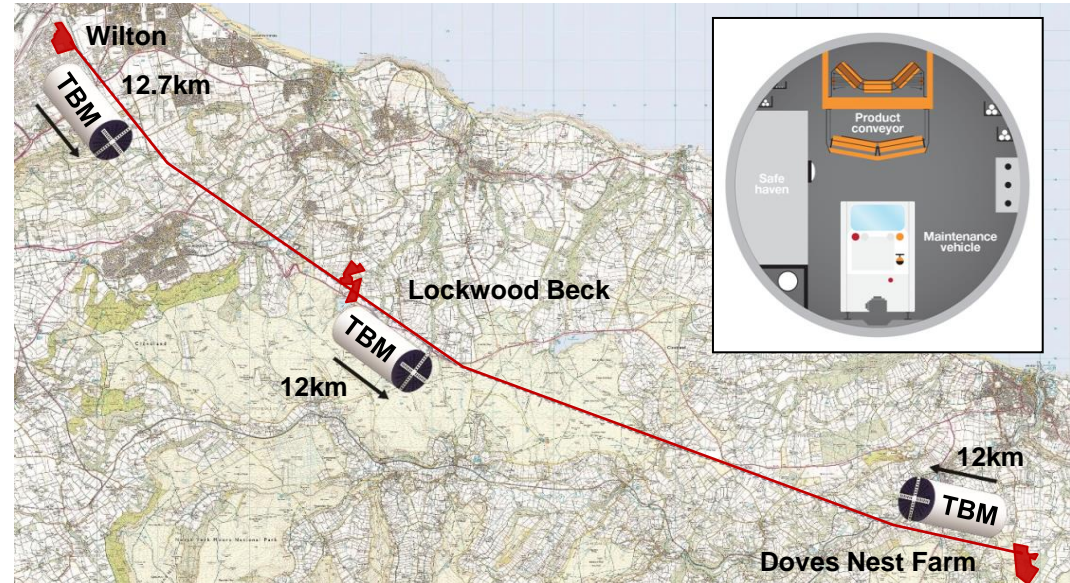 Wilton
12.7km
TBM
Lockwood Beck
TBM
12km
12km
TBM
Doves Nest Farm
Product
conveyor
Safe
haven
Maintenance
vehicle
Cleveland